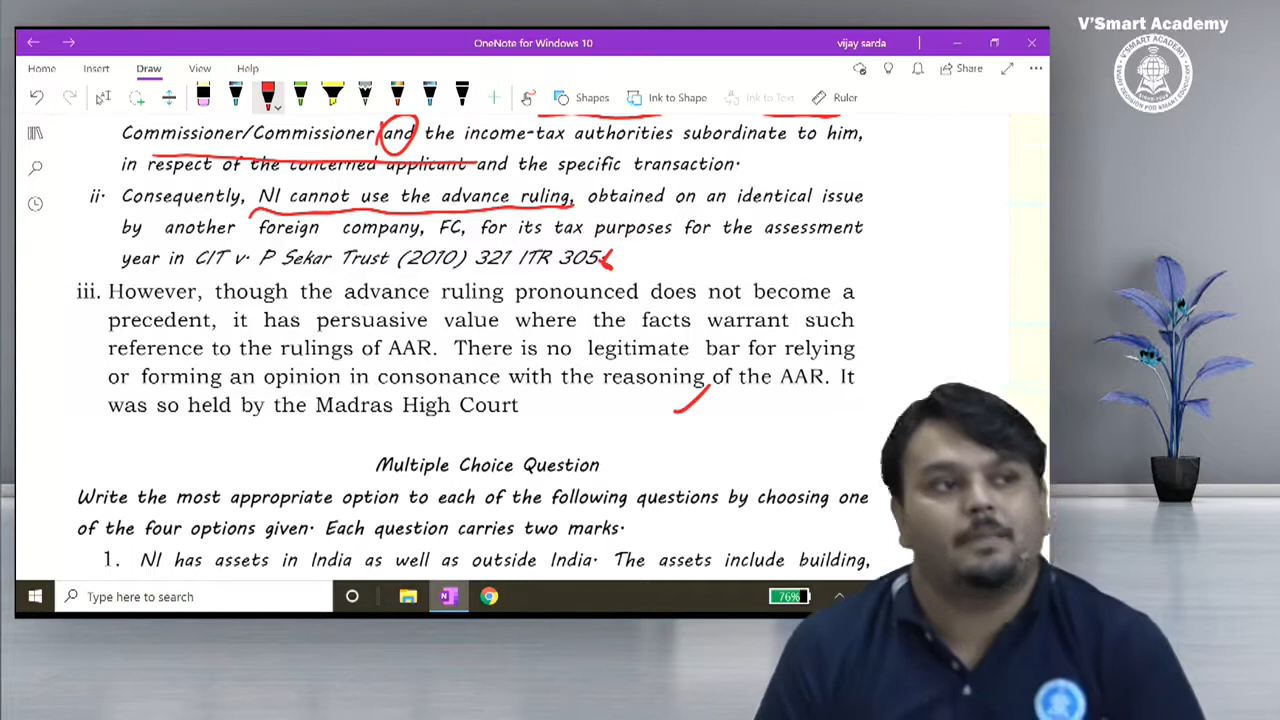 V'Smart Academy
OneNote for Windows 10
vijay sarda
Home Insert Draw View Help
Share
Shapes Ink to Shape Ink to Text Ruler
Commissioner/Commissioner and the income-tax authorities subordinate to him,
in respect of the concerned applicant and the specific transaction.
ii. Consequently, NI cannot use the advance ruling, obtained on an identical issue
by another foreign company, FC, for its tax purposes for the assessment
year in CIT v. P Sekar Trust (2010) 321 ITR 305
iii. However, though the advance ruling pronounced does not become a
precedent, it has persuasive value where the facts warrant such
reference to the rulings of AAR. There is no legitimate bar for relying
or forming an opinion in consonance with the reasoning of the AAR. It
was so held by the Madras High Court
Multiple Choice Question
Write the most appropriate option to each of the following questions by choosing one
of the four options given. Each question carries two marks.
1. NI has assets in India as well as outside India. The assets include building,
Type here to search
76%